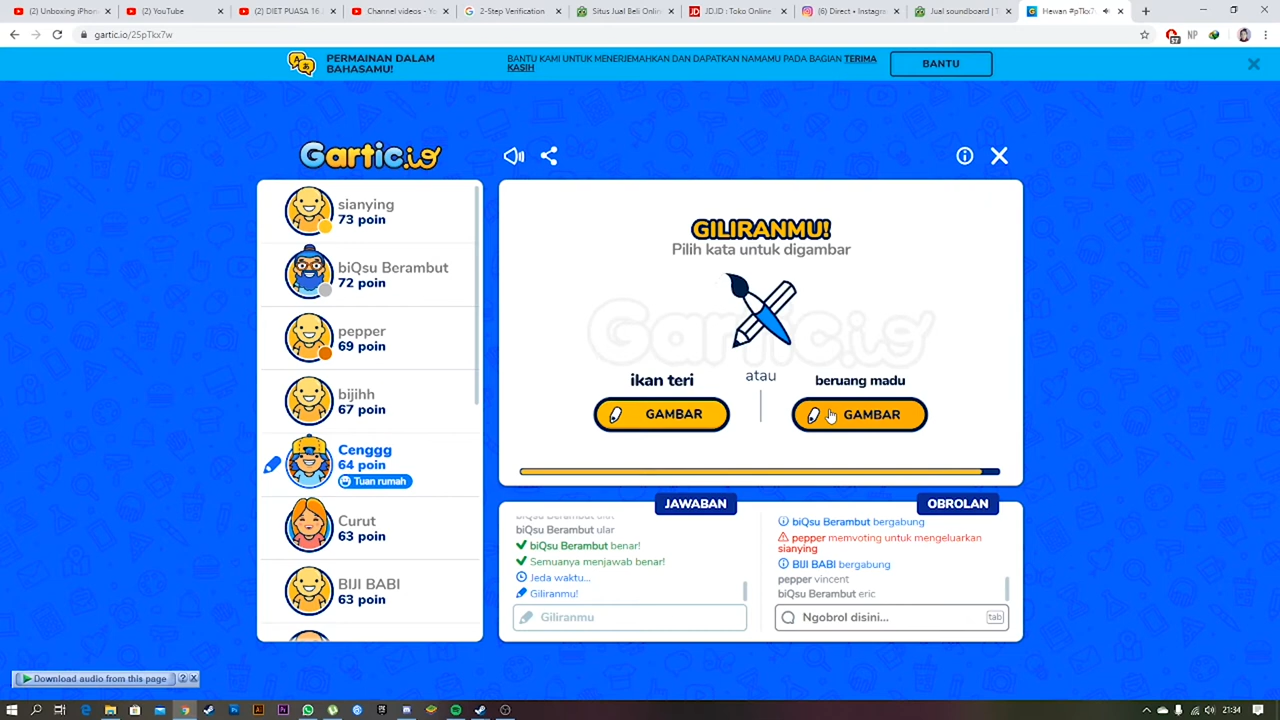 (2) Unboxing iPhon
(2) YouTube
(2) DIET PUASA 16
Channel videos - Yo
2-Step Verification
Situs Jual Beli Online
JD.ID : Toko Online
(6) Direct • Instagra
Jual soundboard | T
Hewan #pTkx7
gartic.io/25pTkx7w
57
NP
PERMAINAN DALAM
BAHASAMU!
BANTU KAMI UNTUK MENERJEMAHKAN DAN DAPATKAN NAMAMU PADA BAGIAN TERIMA
KASIH
BANTU
Gartic.io
sianying
73 poin
biQsu Berambut
72 poin
pepper
69 poin
bijihh
67 poin
Cenggg
64 poin
Tuan rumah
Curut
63 poin
BIJI BABI
63 poin
GILIRANMU!
Pilih kata untuk digambar
Gartic.io
ikan teri
atau
beruang madu
GAMBAR
GAMBAR
JAWABAN
biQsu Berambut ular
biQsu Berambut benar!
Semuanya menjawab benar!
Jeda waktu...
Giliranmu!
Giliranmu
OBROLAN
biQsu Berambut bergabung
pepper memvoting untuk mengeluarkan
sianying
BIJI BABI bergabung
pepper vincent
biQsu Berambut eric
Ngobrol disini...
tab
Download audio from this page
? X
21:34